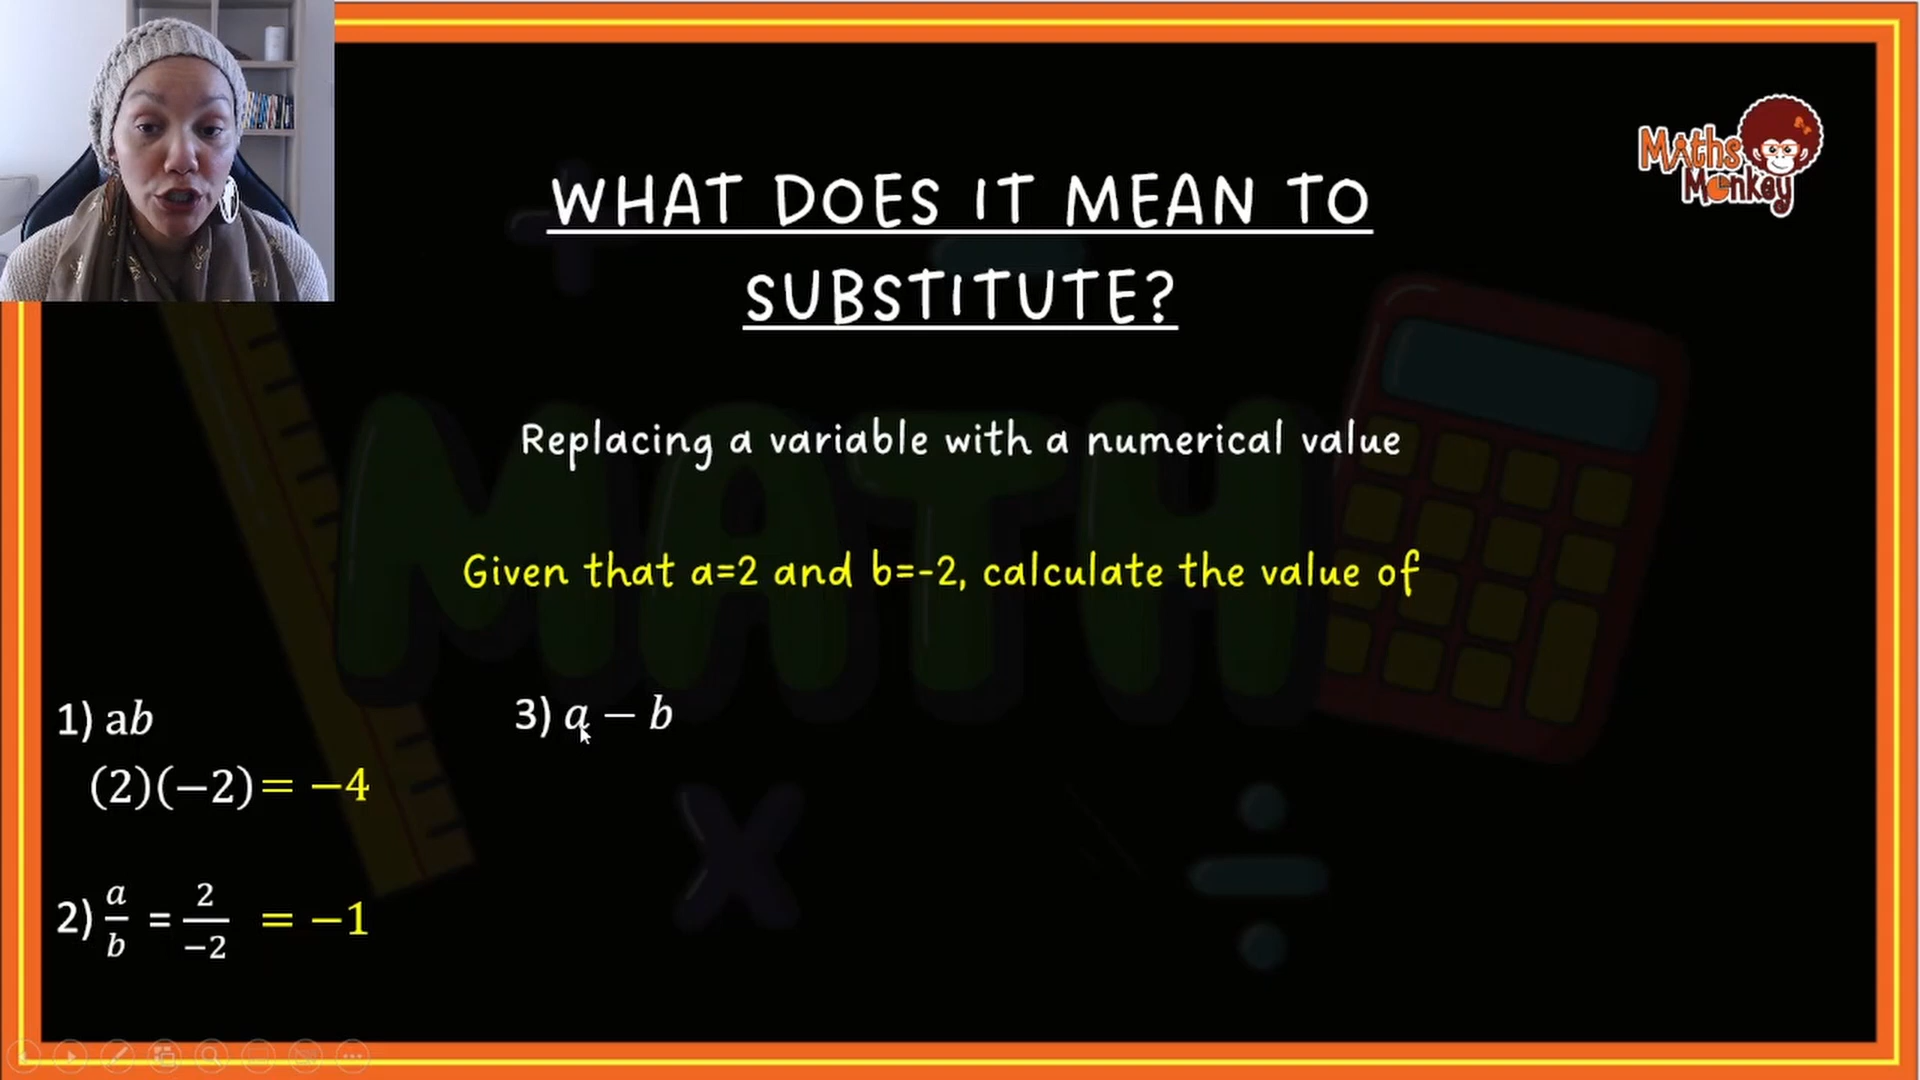 Maths
Monkey
WHAT DOES IT MEAN TO
SUBSTITUTE?
Replacing a variable with a numerical value
MATH
Given that a=2 and b=-2, calculate the value of
1) ab
(2)(−2)= −4
2) a/b = 2/−2 = −1
3) a − b